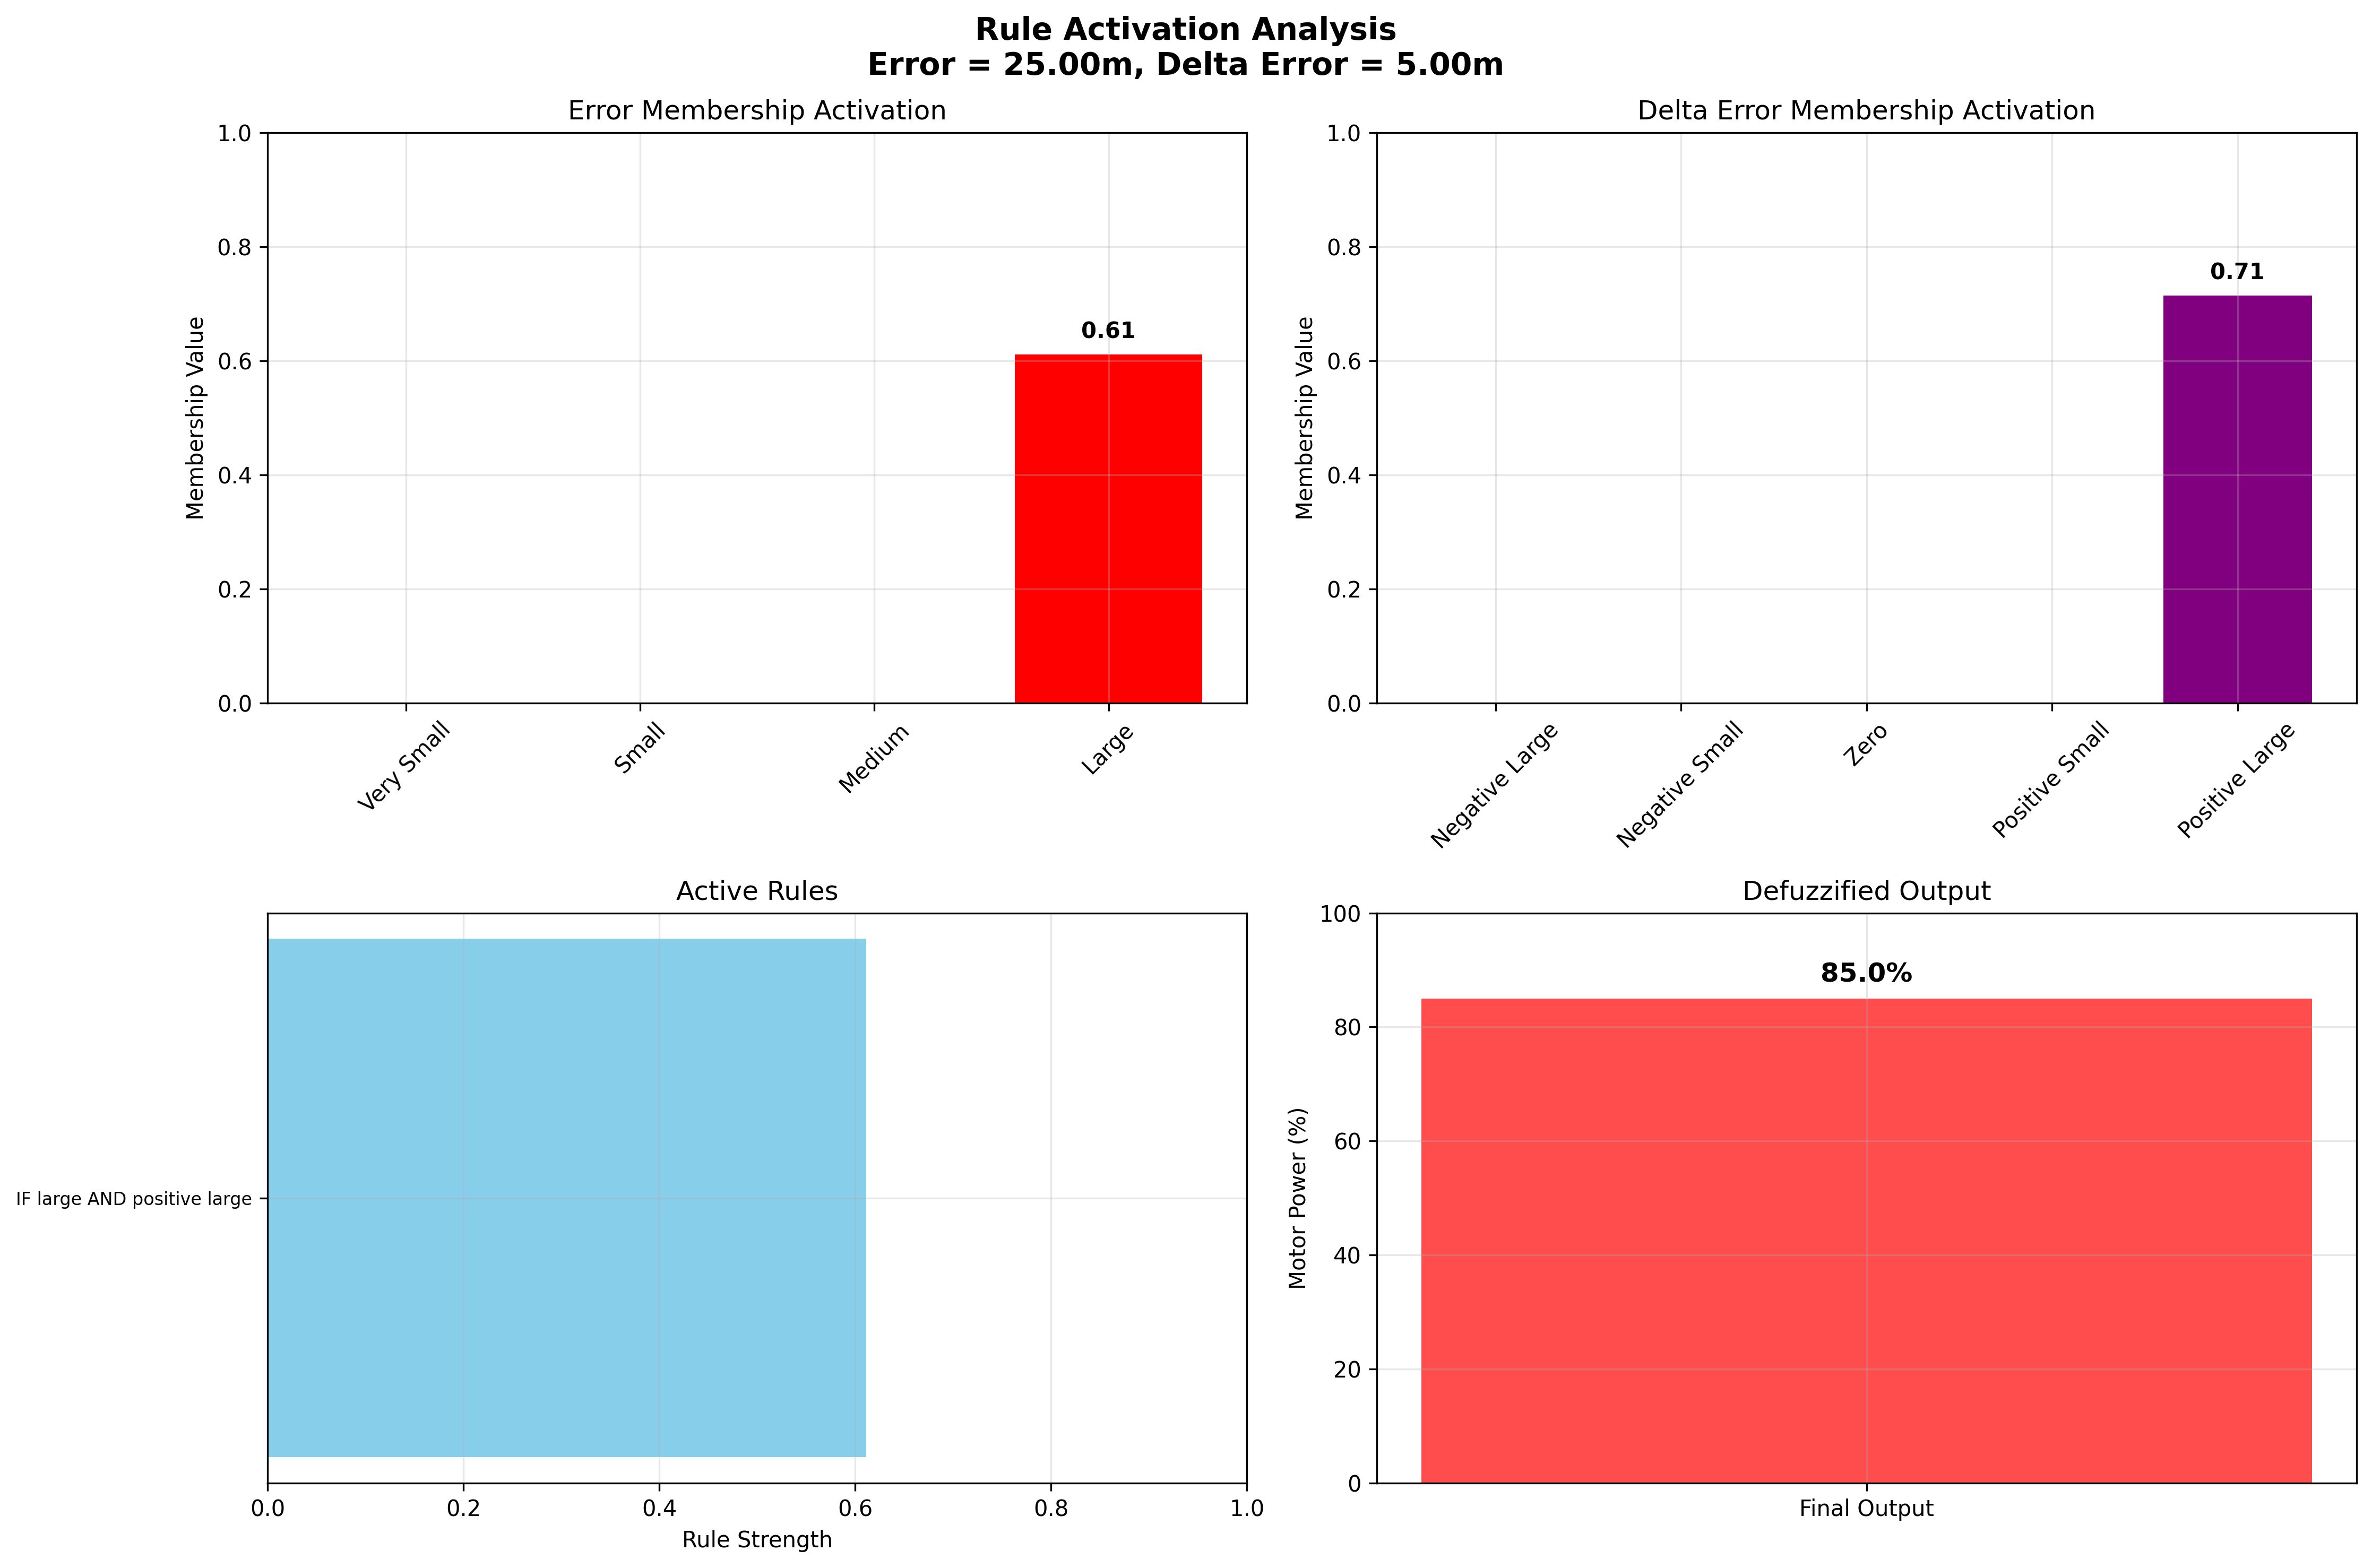 Rule Activation Analysis
Error = 25.00m, Delta Error = 5.00m
Error Membership Activation
1.0
0.8
0.6
0.4
0.2
0.0
Membership Value
0.61
Very Small
Small
Medium
Large
Delta Error Membership Activation
1.0
0.8
0.6
0.4
0.2
0.0
Membership Value
0.71
Negative Large
Negative Small
Zero
Positive Small
Positive Large
Active Rules
IF large AND positive large
0.0
0.2
0.4
0.6
0.8
1.0
Rule Strength
Defuzzified Output
100
80
60
40
20
0
Motor Power (%)
85.0%
Final Output